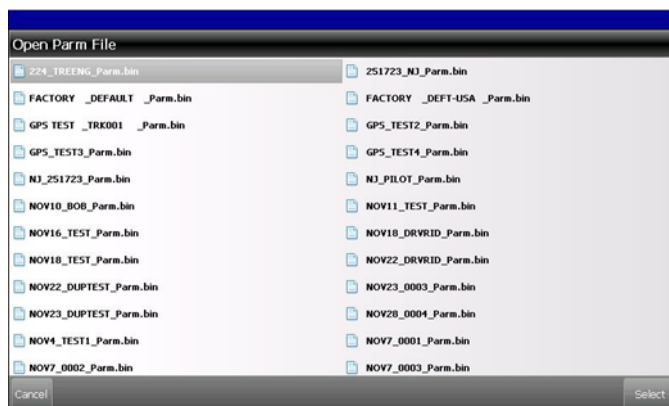 Open Parm File
224_TREENG_Parm.bin 251723_NJ_Parm.bin
FACTORY _DEFAULT _Parm.bin FACTORY _DEFT-USA _Parm.bin
GPS TEST _TRK001 _Parm.bin GPS_TEST2_Parm.bin
GPS_TEST3_Parm.bin GPS_TEST4_Parm.bin
NJ_251723_Parm.bin NJ_PILOT_Parm.bin
NOV10_BOB_Parm.bin NOV11_TEST_Parm.bin
NOV16_TEST_Parm.bin NOV18_DRVRID_Parm.bin
NOV18_TEST_Parm.bin NOV22_DRVRID_Parm.bin
NOV22_DUPTEST_Parm.bin NOV23_0003_Parm.bin
NOV23_DUPTEST_Parm.bin NOV28_0004_Parm.bin
NOV4_TEST1_Parm.bin NOV7_0001_Parm.bin
NOV7_0002_Parm.bin NOV7_0003_Parm.bin
Cancel Select